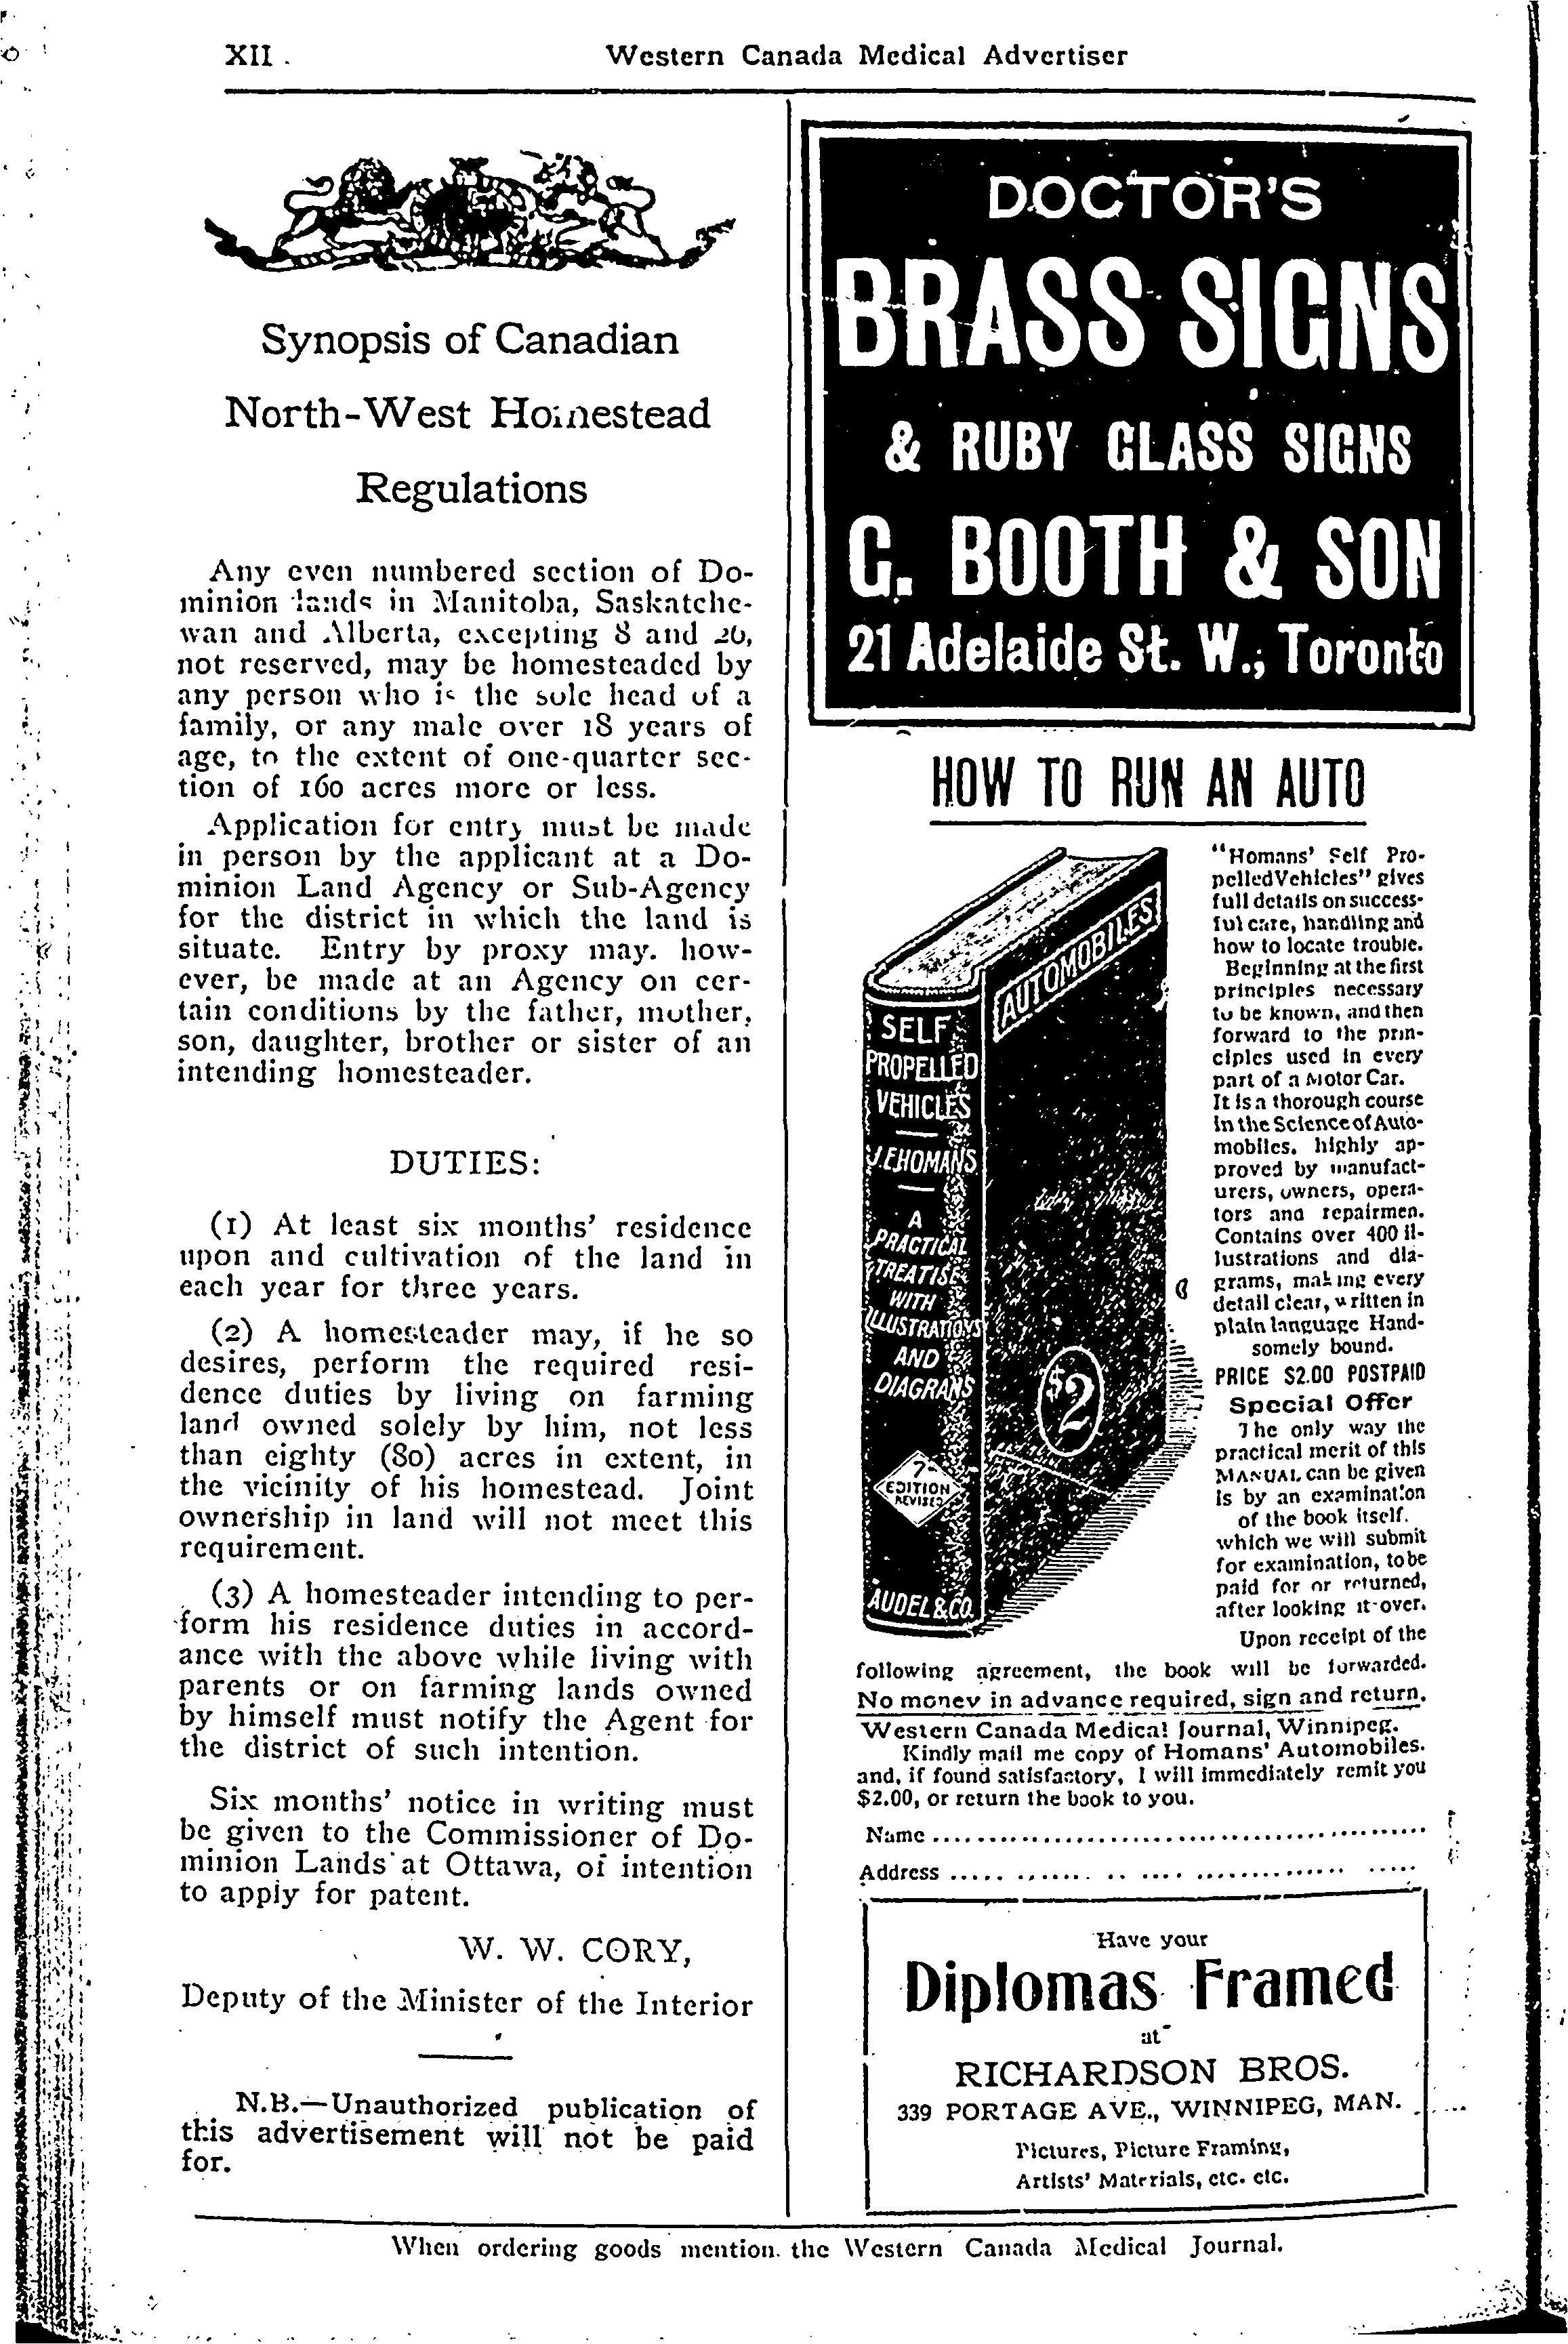 XII.
Western Canada Medical Advertiser
Synopsis of Canadian
North-West Homestead
Regulations
Any even numbered section of Do-
minion lands in Manitoba, Saskatche-
wan and Alberta, excepting 8 and 26,
not reserved, may be homesteaded by
any person who is the sole head of a
family, or any male over 18 years of
age, to the extent of one-quarter sec-
tion of 160 acres more or less.
Application for entry must be made
in person by the applicant at a Do-
minion Land Agency or Sub-Agency
for the district in which the land is
situate. Entry by proxy may. how-
ever, be made at an Agency on cer-
tain conditions by the father, mother,
son, daughter, brother or sister of an
intending homesteader.
DUTIES:
(1) At least six months' residence
upon and cultivation of the land in
each year for three years.
(2) A homesteader may, if he so
desires, perform the required resi-
dence duties by living on farming
land owned solely by him, not less
than eighty (80) acres in extent, in
the vicinity of his homestead. Joint
ownership in land will not meet this
requirement.
(3) A homesteader intending to per-
form his residence duties in accord-
ance with the above while living with
parents or on farming lands owned
by himself must notify the Agent for
the district of such intention.
Six months' notice in writing must
be given to the Commissioner of Do-
minion Lands at Ottawa, of intention
to apply for patent.
W. W. CORY,
Deputy of the Minister of the Interior
N.B.—Unauthorized publication of
this advertisement will not be paid
for.
DOCTOR'S
BRASS SIGNS
& RUBY GLASS SIGNS
G. BOOTH & SON
21 Adelaide St. W., Toronto
HOW TO RUN AN AUTO
AUTOMOBILES
SELF
PROPELLED
VEHICLES
J.E.HOMANS
A
PRACTICAL
TREATISE
WITH
ILLUSTRATIONS
AND
DIAGRAMS
$2
7th
EDITION
REVISED
AUDEL & CO.
"Homans' Self Pro-
pelled Vehicles" gives
full details on success-
ful care, handling and
how to locate trouble.
Beginning at the first
principles necessary
to be known, and then
forward to the prin-
ciples used in every
part of a Motor Car.
It is a thorough course
in the Science of Auto-
mobiles, highly ap-
proved by manufact-
urers, owners, opera-
tors and repairmen.
Contains over 400 il-
lustrations and dia-
grams, making every
detail clear, written in
plain language Hand-
somely bound.
PRICE $2.00 POSTPAID
Special Offer
The only way the
practical merit of this
MANUAL can be given
is by an examination
of the book itself.
which we will submit
for examination, to be
paid for or returned,
after looking it over.
Upon receipt of the
following agreement, the book will be forwarded.
No money in advance required, sign and return.
Western Canada Medical Journal, Winnipeg.
Kindly mail me copy of Homans' Automobiles.
and, if found satisfactory, I will immediately remit you
$2.00, or return the book to you.
Name
Address
Have your
Diplomas Framed
at
RICHARDSON BROS.
339 PORTAGE AVE., WINNIPEG, MAN.
Pictures, Picture Framing,
Artists' Materials, etc. etc.
When ordering goods mention the Western Canada Medical Journal.